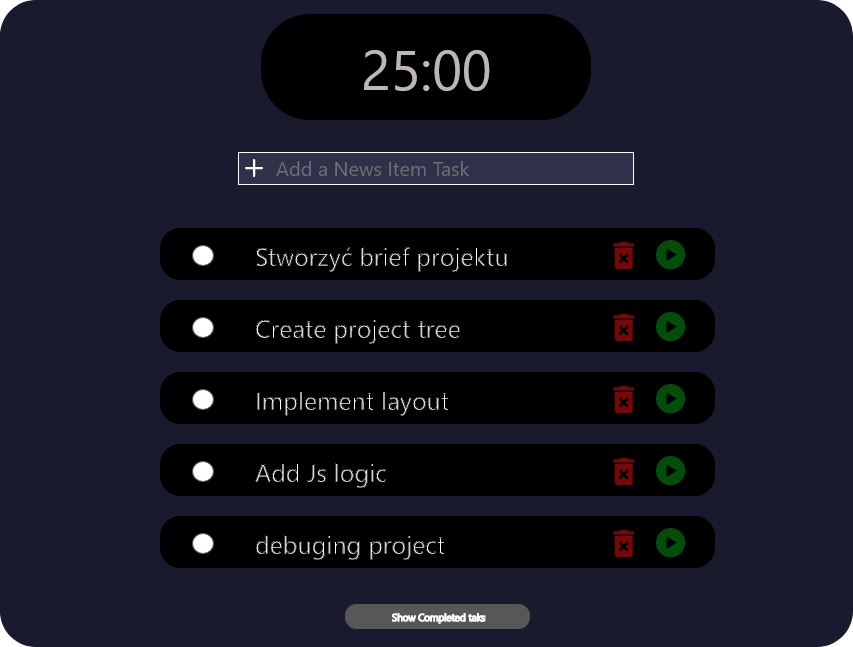 25:00
Add a News Item Task
Stworzyć brief projektu
Create project tree
Implement layout
Add Js logic
debuging project
Show Completed taks